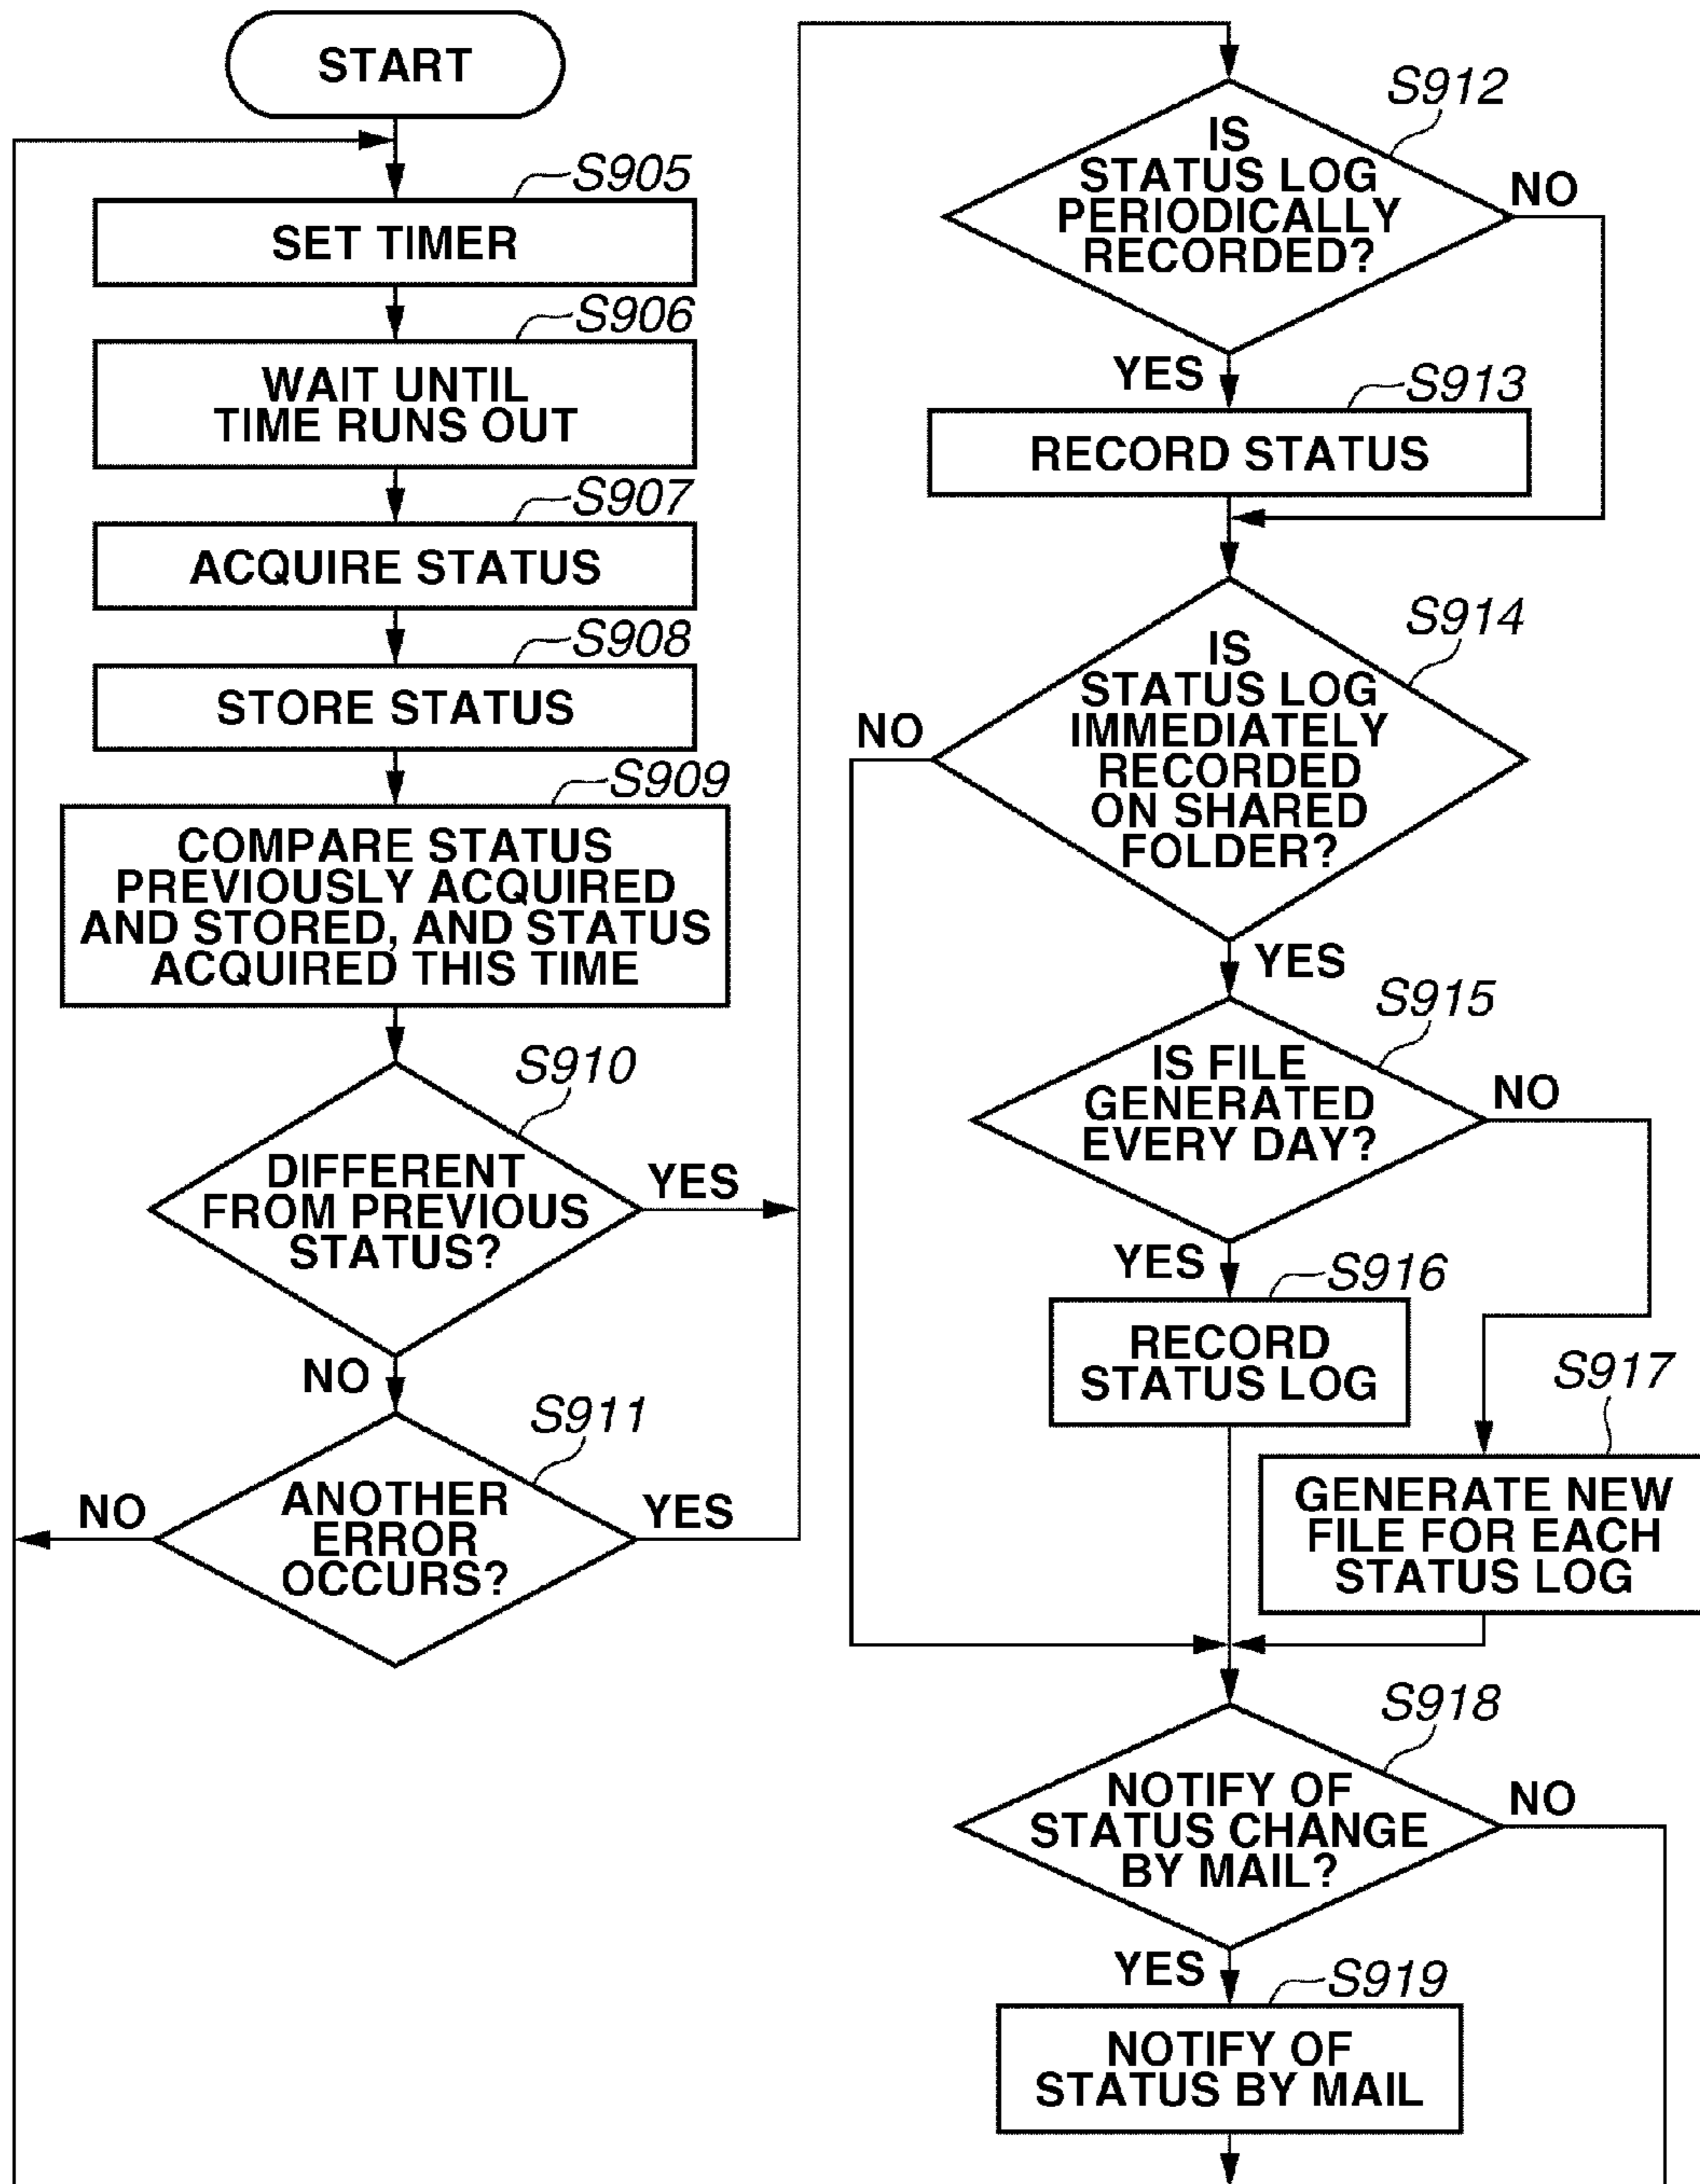 START
S905
SET TIMER
S906
WAIT UNTIL
TIME RUNS OUT
S907
ACQUIRE STATUS
S908
STORE STATUS
S909
COMPARE STATUS
PREVIOUSLY ACQUIRED
AND STORED, AND STATUS
ACQUIRED THIS TIME
S910
DIFFERENT
FROM PREVIOUS
STATUS?
YES
NO
S911
ANOTHER
ERROR
OCCURS?
NO
YES
S912
IS
STATUS LOG
PERIODICALLY
RECORDED?
NO
YES
S913
RECORD STATUS
S914
IS
STATUS LOG
IMMEDIATELY
RECORDED
ON SHARED
FOLDER?
NO
YES
S915
IS FILE
GENERATED
EVERY DAY?
NO
YES
S916
RECORD
STATUS LOG
S917
GENERATE NEW
FILE FOR EACH
STATUS LOG
S918
NOTIFY OF
STATUS CHANGE
BY MAIL?
NO
YES
S919
NOTIFY OF
STATUS BY MAIL